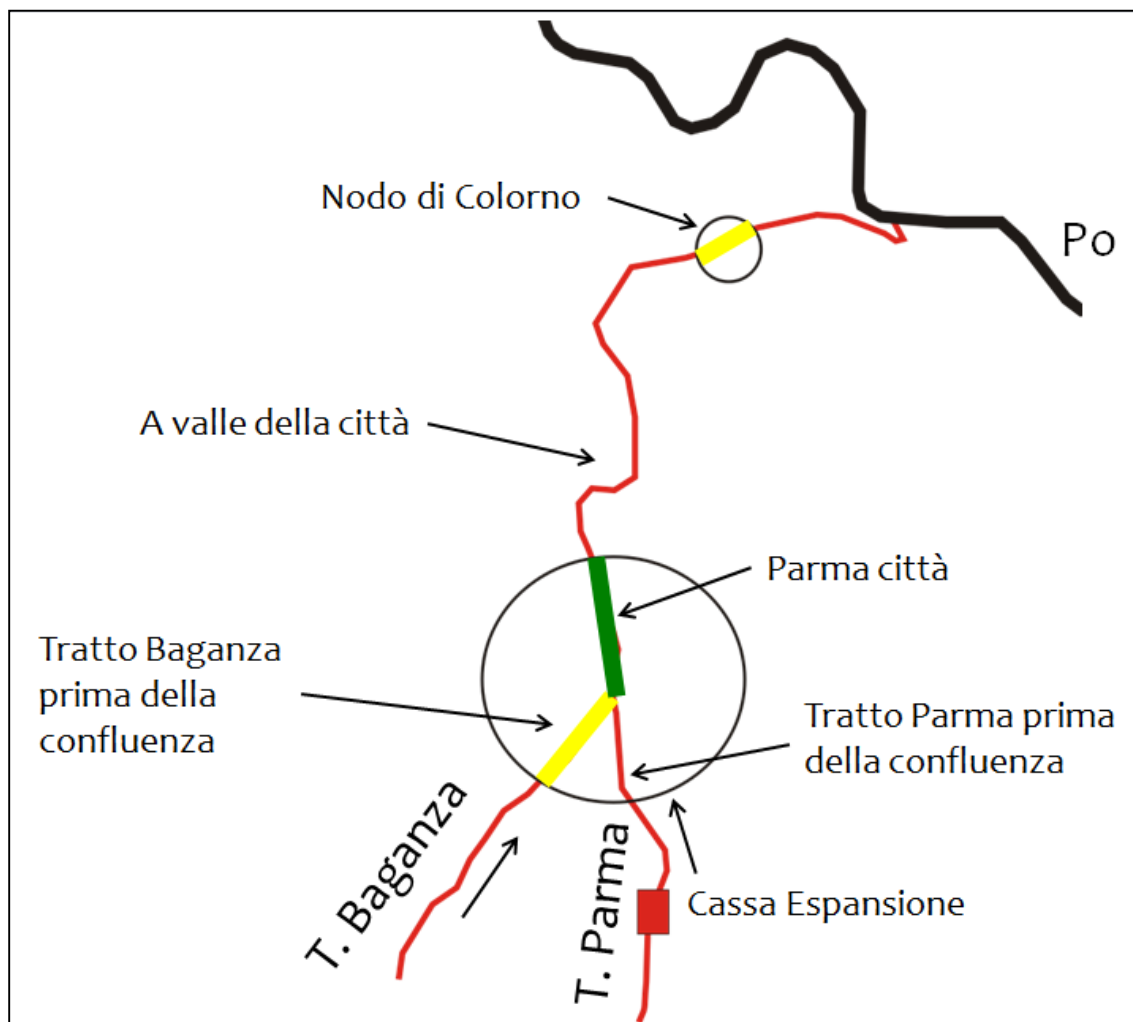 Nodo di Colorno
Po
A valle della città
Parma città
Tratto Baganza
prima della
confluenza
Tratto Parma prima
della confluenza
T. Baganza
T. Parma
Cassa Espansione